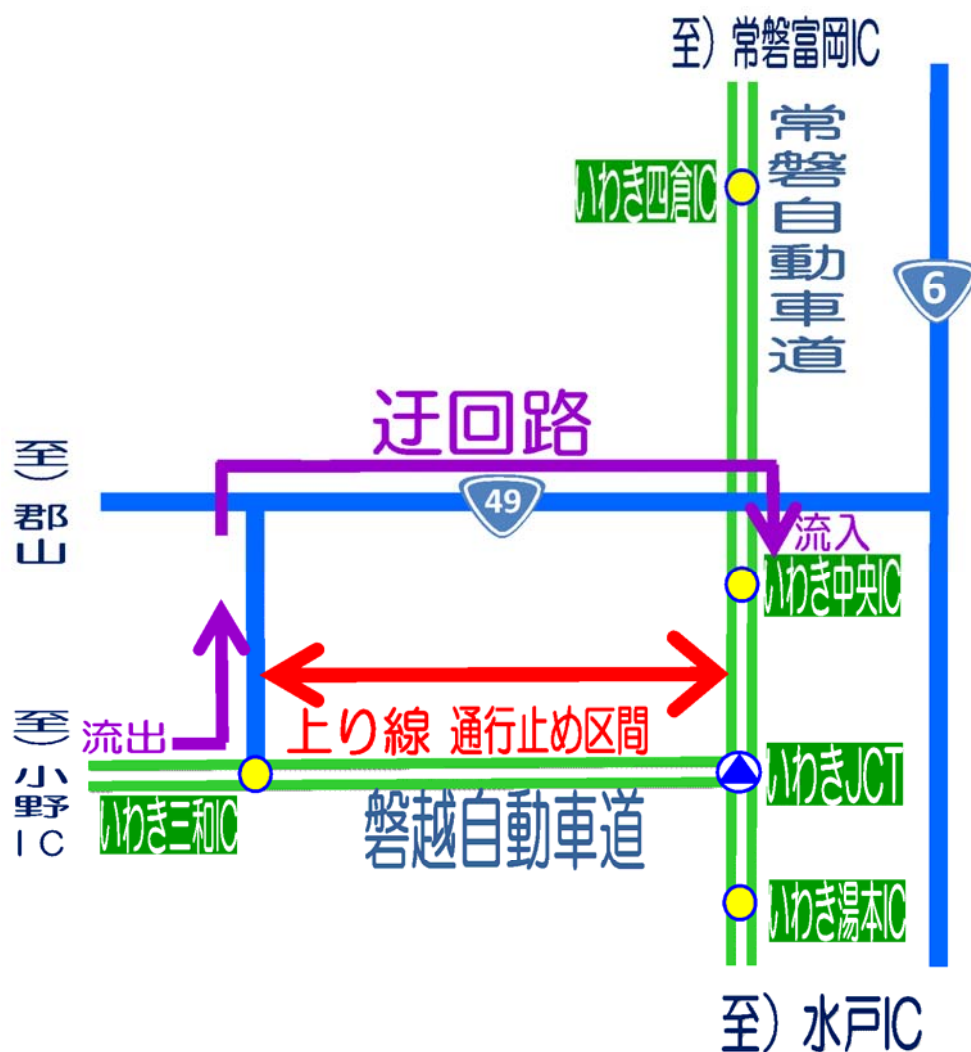 至）常磐富岡IC
常磐自動車道
いわき四倉IC
6
迂回路
至）郡山
49
流入
いわき中央IC
上り線 通行止め区間
至）小野IC
流出
いわきJCT
いわき三和IC
磐越自動車道
いわき湯本IC
至）水戸IC